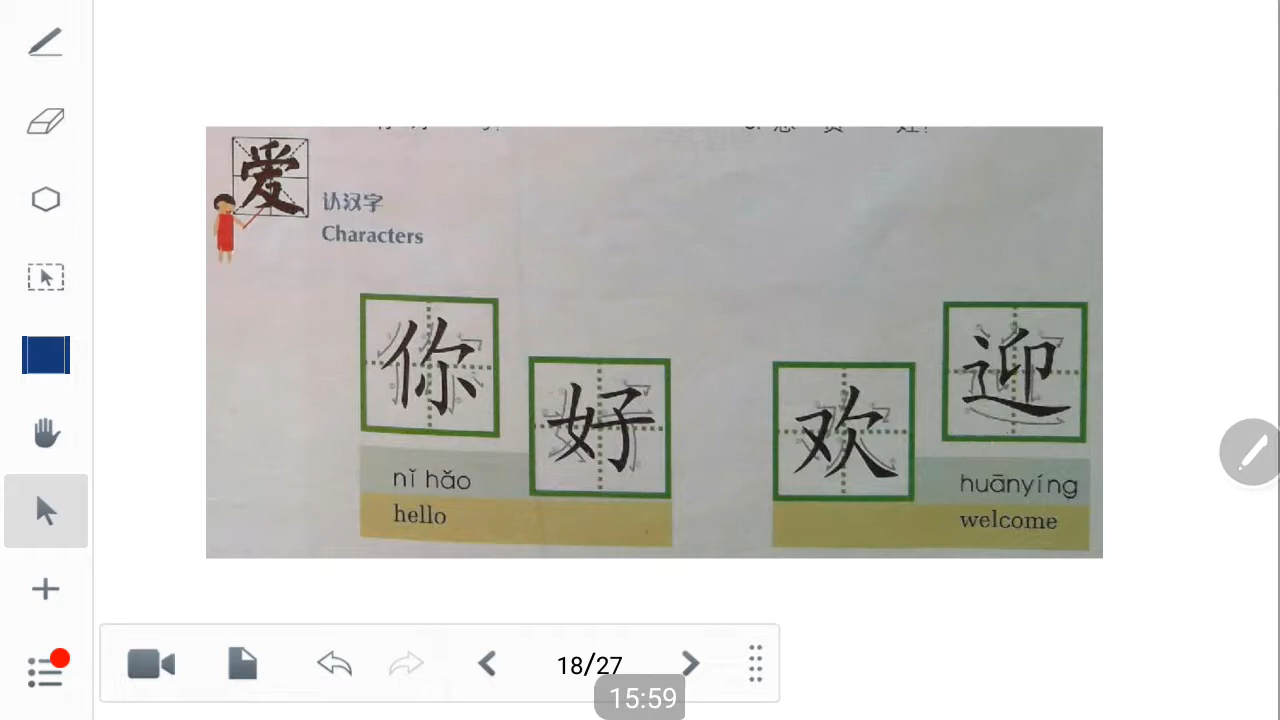 爱
认汉字
Characters
你好
nǐ hǎo
hello
欢迎
huānyíng
welcome
18/27
15:59